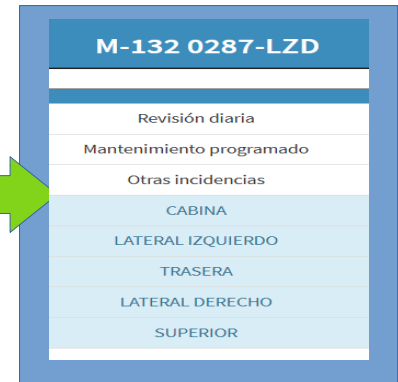 M-132 0287-LZD
Revisión diaria
Mantenimiento programado
Otras incidencias
CABINA
LATERAL IZQUIERDO
TRASERA
LATERAL DERECHO
SUPERIOR